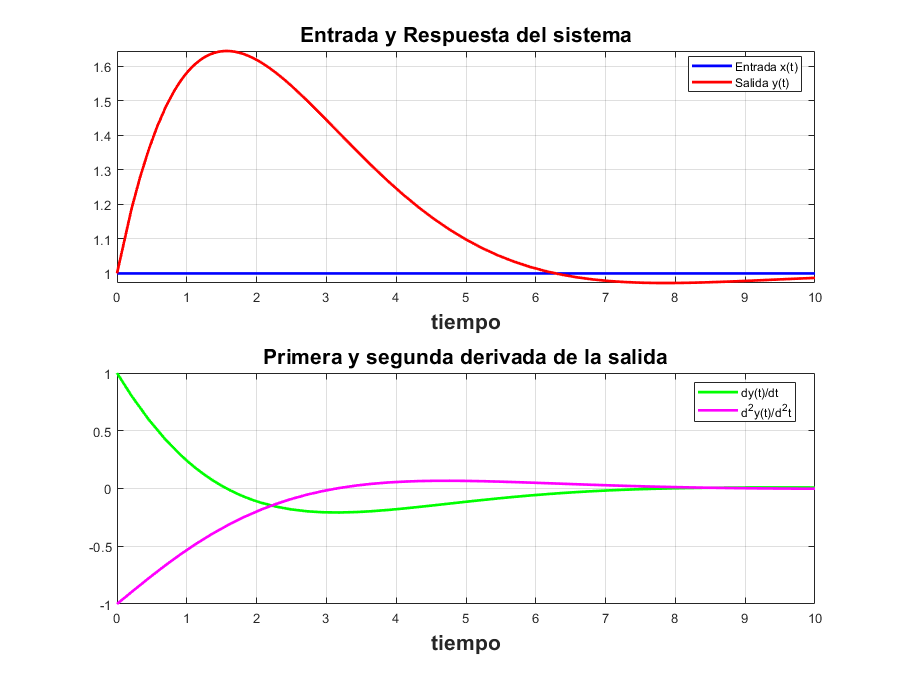 Entrada y Respuesta del sistema
1.6
1.5
1.4
1.3
1.2
1.1
1
Entrada x(t)
Salida y(t)
0 1 2 3 4 5 6 7 8 9 10
tiempo
Primera y segunda derivada de la salida
1
0.5
0
-0.5
-1
dy(t)/dt
d²y(t)/d²t
0 1 2 3 4 5 6 7 8 9 10
tiempo